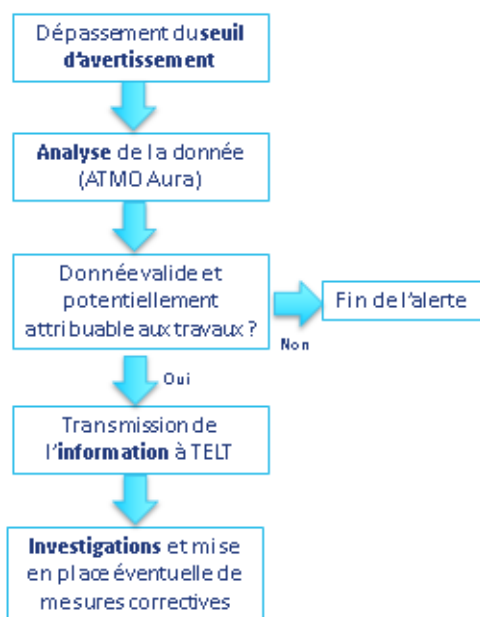 Dépassement du seuil
d'avertissement
Analyse de la donnée
(ATMO Aura)
Donnée valide et
potentiellement
attribuable aux travaux ?
Fin de l'alerte
Non
Oui
Transmission de
l'information à TELT
Investigations et mise
en place éventuelle de
mesures correctives